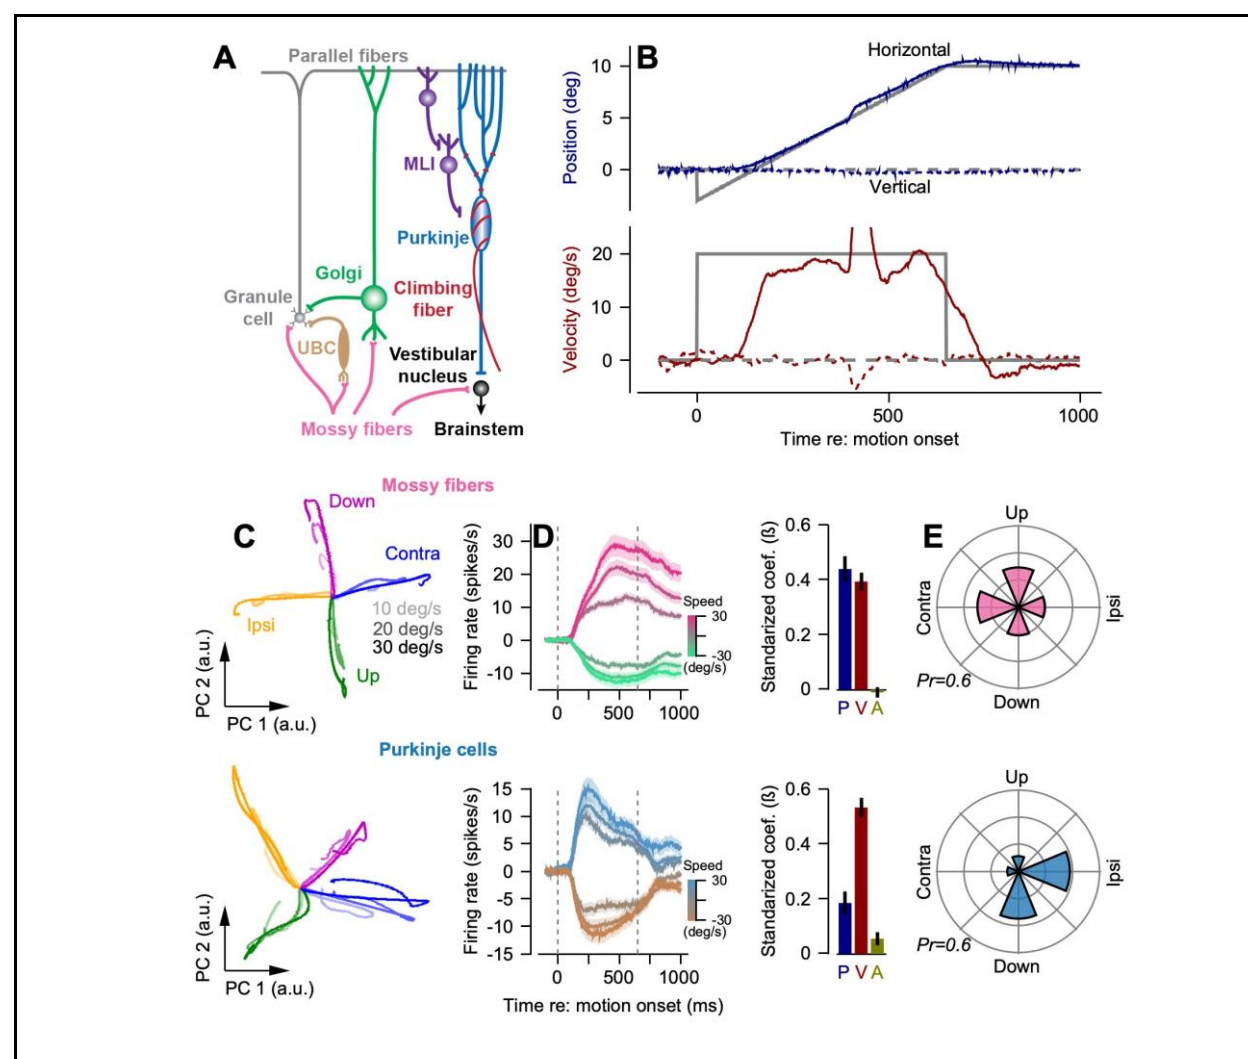 A
Parallel fibers
MLI
Purkinje
Golgi
Granule
cell
Climbing
fiber
UBC
Vestibular
nucleus
Mossy fibers
Brainstem
B
Horizontal
10
5
0
Position (deg)
Vertical
20
10
0
Velocity (deg/s)
0
500
1000
Time re: motion onset
Mossy fibers
C
Down
Contra
Ipsi
10 deg/s
20 deg/s
30 deg/s
Up
PC 2 (a.u.)
PC 1 (a.u.)
D
Firing rate (spikes/s)
30
20
10
0
-10
Speed
30
-30
(deg/s)
0
500
1000
Standarized coef. (ß)
0.6
0.4
0.2
0
P V A
E
Up
Contra
Ipsi
Pr=0.6
Down
Purkinje cells
PC 2 (a.u.)
PC 1 (a.u.)
Firing rate (spikes/s)
15
10
5
0
-5
-10
-15
Speed
30
-30
(deg/s)
0
500
1000
Time re: motion onset (ms)
Standarized coef. (ß)
0.6
0.4
0.2
0
P V A
Up
Contra
Ipsi
Pr=0.6
Down